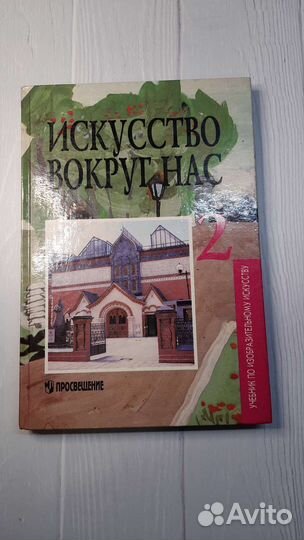 ИСКУССТВО
ВОКРУГ НАС
2
УЧЕБНИК ПО ИЗОБРАЗИТЕЛЬНОМУ ИСКУССТВУ
ПРОСВЕЩЕНИЕ
Avito